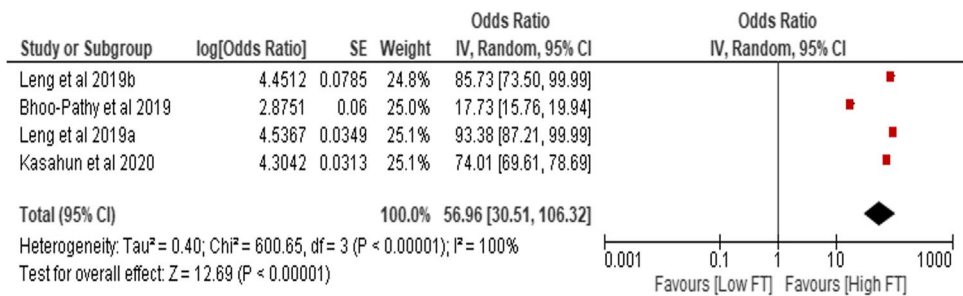 Odds Ratio Odds Ratio
Study or Subgroup log[Odds Ratio] SE Weight IV, Random, 95% CI IV, Random, 95% CI
Leng et al 2019b 4.4512 0.0785 24.8% 85.73 [73.50, 99.99]
Bhoo-Pathy et al 2019 2.8751 0.06 25.0% 17.73 [15.76, 19.94]
Leng et al 2019a 4.5367 0.0349 25.1% 93.38 [87.21, 99.99]
Kasahun et al 2020 4.3042 0.0313 25.1% 74.01 [69.61, 78.69]
Total (95% CI) 100.0% 56.96 [30.51, 106.32]
Heterogeneity: Tau² = 0.40; Chi² = 600.65, df = 3 (P < 0.00001); I² = 100%
Test for overall effect: Z = 12.69 (P < 0.00001)
0.001 0.1 1 10 1000
Favours [Low FT] Favours [High FT]